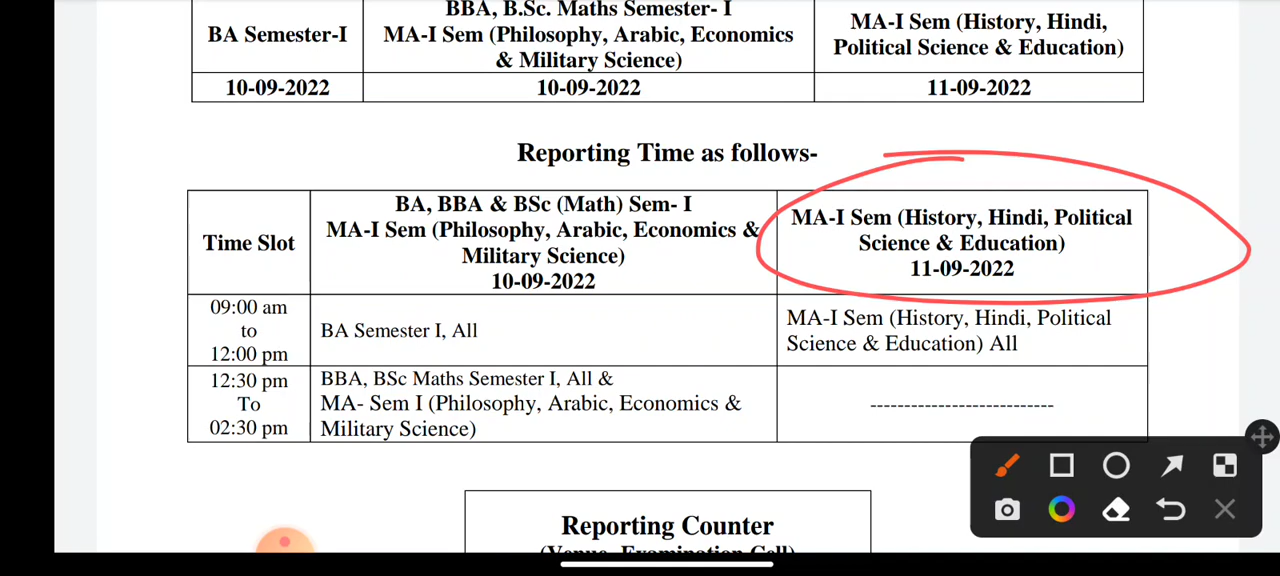 BA Semester-I
BBA, B.Sc. Maths Semester- I
MA-I Sem (Philosophy, Arabic, Economics
& Military Science)
MA-I Sem (History, Hindi,
Political Science & Education)
10-09-2022
10-09-2022
11-09-2022
Reporting Time as follows-
Time Slot
BA, BBA & BSc (Math) Sem- I
MA-I Sem (Philosophy, Arabic, Economics &
Military Science)
10-09-2022
MA-I Sem (History, Hindi, Political
Science & Education)
11-09-2022
09:00 am
to
12:00 pm
BA Semester I, All
MA-I Sem (History, Hindi, Political
Science & Education) All
12:30 pm
To
02:30 pm
BBA, BSc Maths Semester I, All &
MA- Sem I (Philosophy, Arabic, Economics &
Military Science)
---------------------------
Reporting Counter
(Venue, Examination Cell)